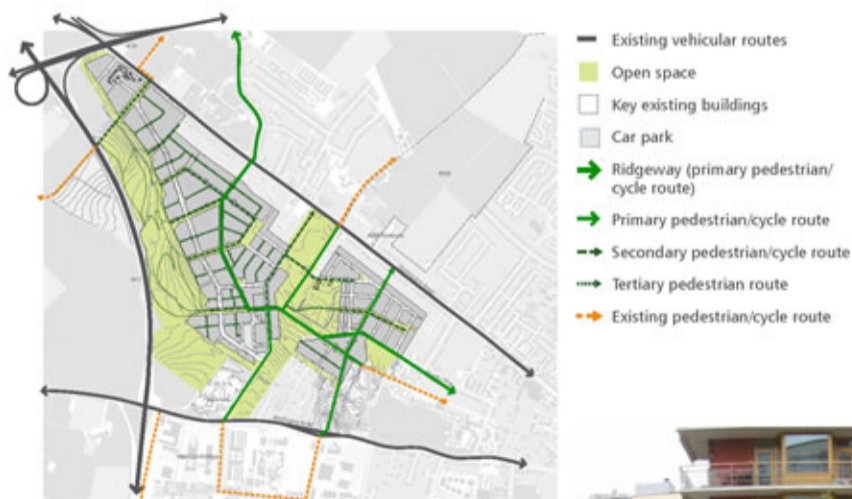 Existing vehicular routes
Open space
Key existing buildings
Car park
Ridgeway (primary pedestrian/
cycle route)
Primary pedestrian/cycle route
Secondary pedestrian/cycle route
Tertiary pedestrian route
Existing pedestrian/cycle route